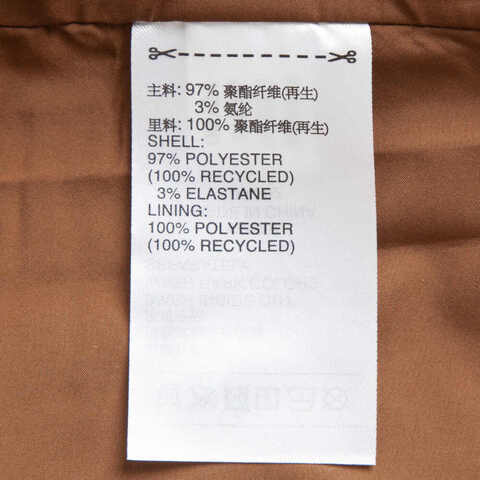 主料: 97% 聚酯纤维(再生)
3% 氨纶
里料: 100% 聚酯纤维(再生)
SHELL:
97% POLYESTER
(100% RECYCLED)
3% ELASTANE
LINING:
100% POLYESTER
(100% RECYCLED)